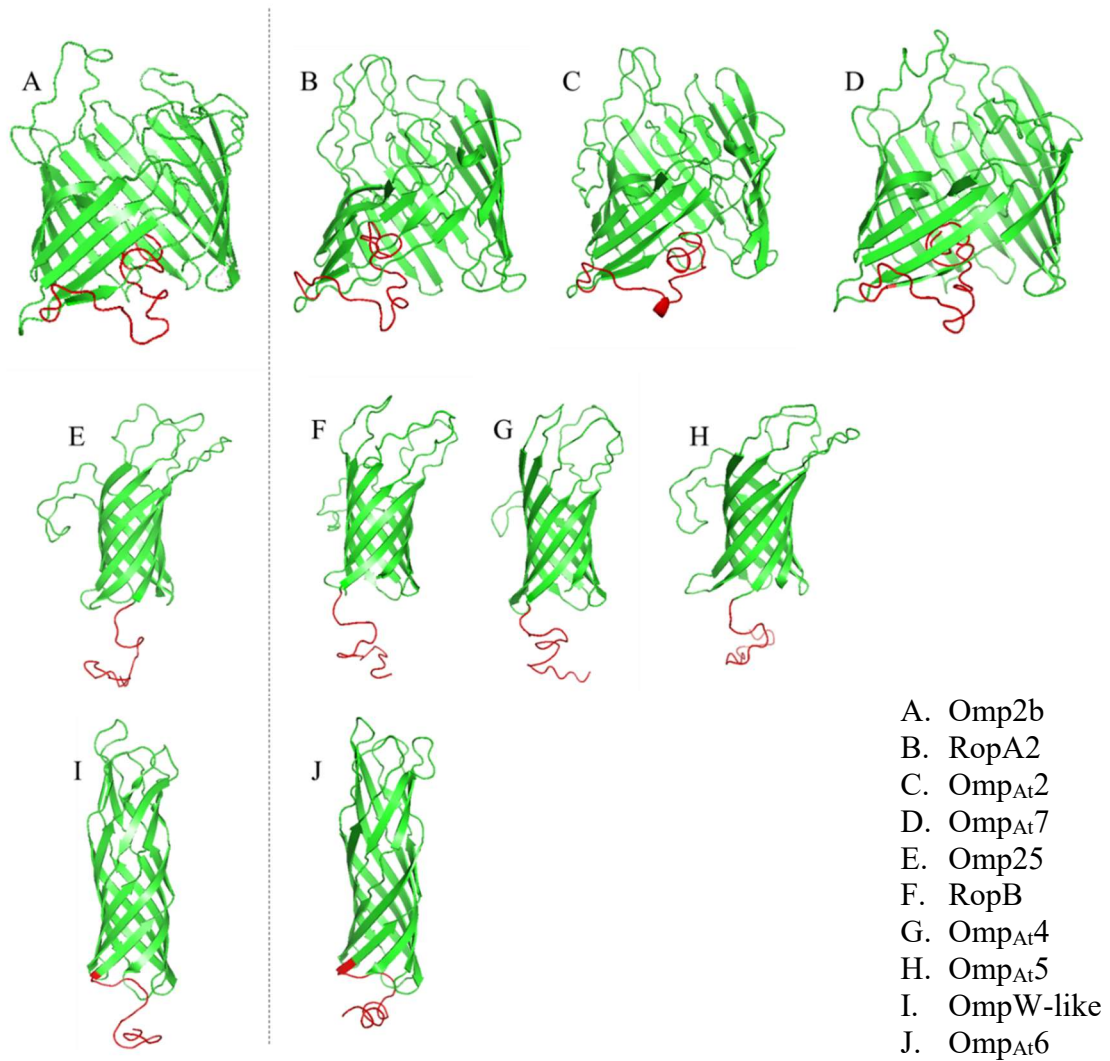 A B C D
E F G H
I J
A. Omp2b
B. RopA2
C. OmpAt2
D. OmpAt7
E. Omp25
F. RopB
G. OmpAt4
H. OmpAt5
I. OmpW-like
J. OmpAt6